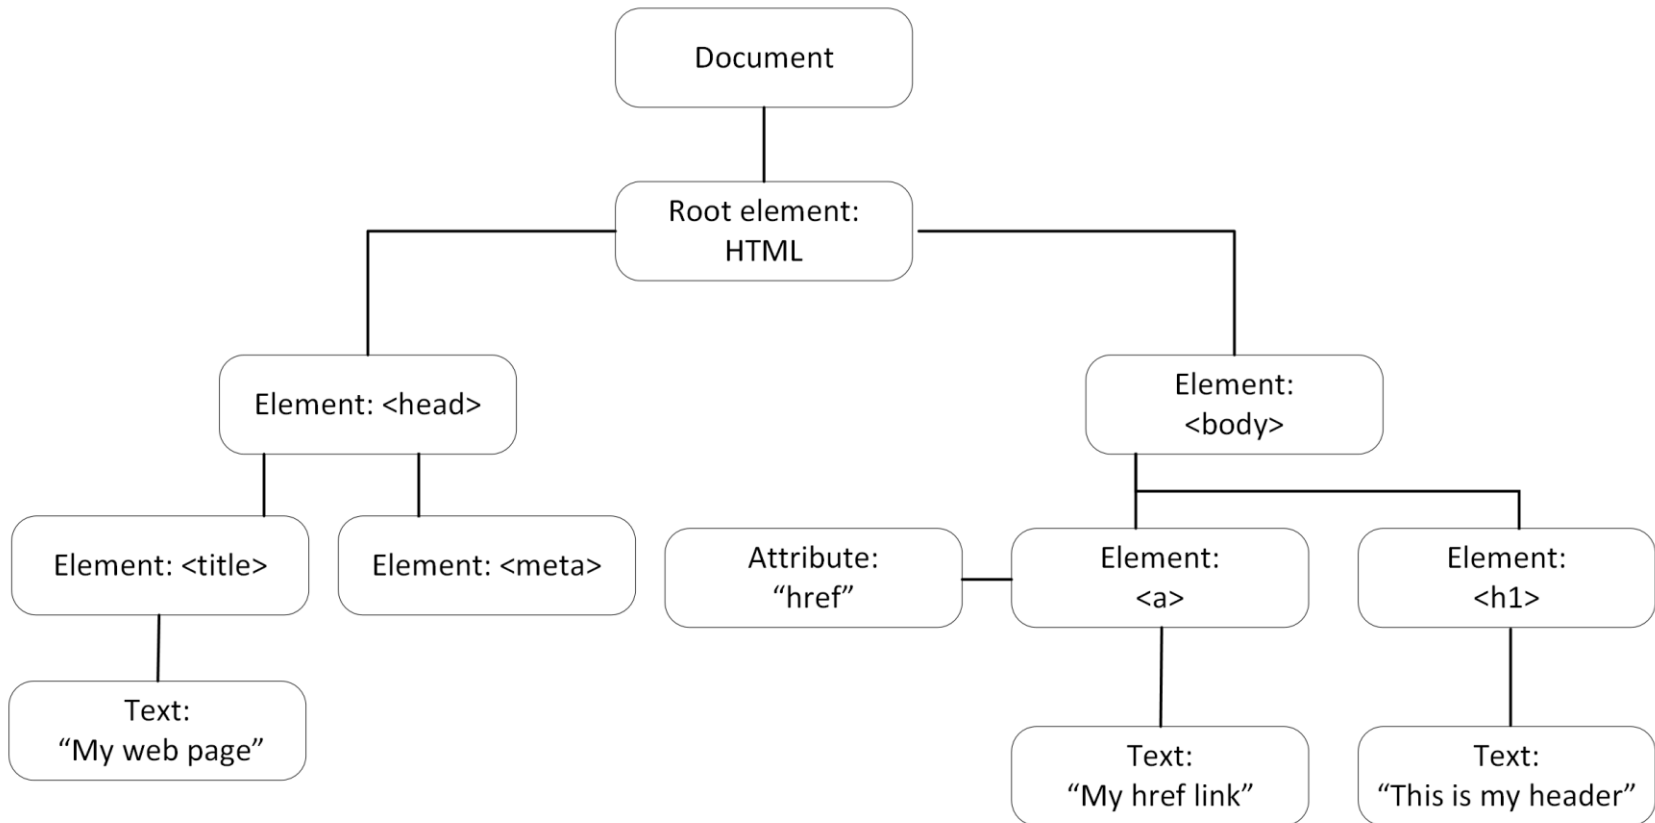 Document
Root element:
HTML
Element: <head>
Element:
<body>
Element: <title>
Element: <meta>
Attribute:
“href”
Element:
<a>
Element:
<h1>
Text:
“My web page”
Text:
“My href link”
Text:
“This is my header”